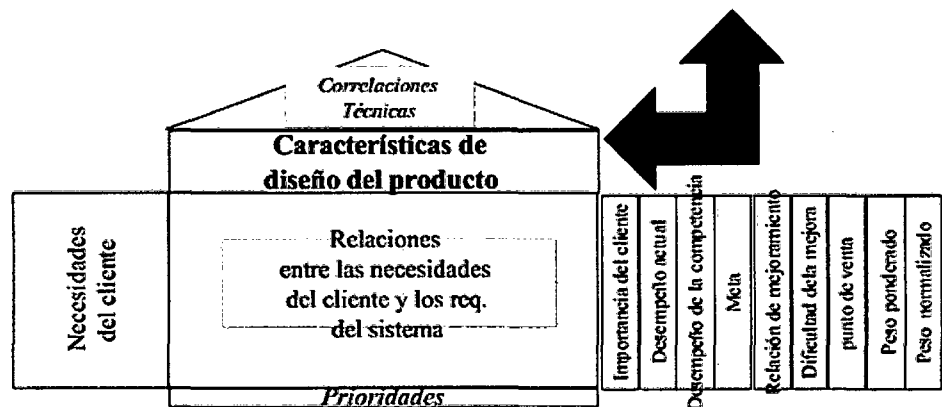 Correlaciones
Técnicas
Características de
diseño del producto
Necesidades
del cliente
Relaciones
entre las necesidades
del cliente y los req.
del sistema
Importancia del cliente
Desempeño actual
Desempeño de la competencia
Meta
Relación de mejoramiento
Dificultad dela mejora
punto de venta
Peso ponderado
Peso normalizado
Prioridades